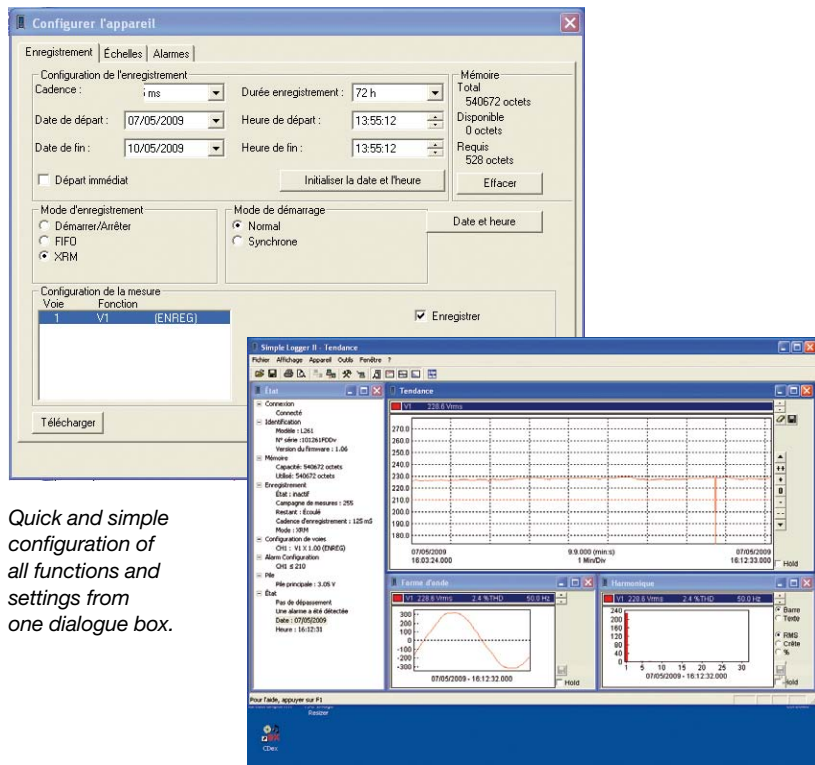 Configurer l'appareil
Enregistrement Échelles Alarmes
Configuration de l'enregistrement
Cadence : ms Durée enregistrement : 72 h
Date de départ : 07/05/2009 Heure de départ : 13:55:12
Date de fin : 10/05/2009 Heure de fin : 13:55:12
Départ immédiat Initialiser la date et l'heure
Mémoire
Total
540672 octets
Disponible
0 octets
Requis
528 octets
Effacer
Mode d'enregistrement
Démarrer/Arrêter
FIFO
XRM
Mode de démarrage
Normal
Synchrone
Date et heure
Configuration de la mesure
Voie Fonction
1 V1 (ENREG)
Enregistrer
Télécharger
Quick and simple
configuration of
all functions and
settings from
one dialogue box.
Simple Logger II - Tendance
Fichier Affichage Appareil Outils Fenêtre ?
État
Connexion
Connecté
Identification
Modèle : L261
N° série :101261FDDv
Version du firmware : 1.06
Mémoire
Capacité: 540672 octets
Utilisé: 540672 octets
Enregistrement
État : inactif
Campagne de mesures : 255
Restant : Écoulé
Cadence d'enregistrement : 125 mS
Mode : XRM
Configuration de voies
CH1 : V1 X 1.00 (ENREG)
Alarm Configuration
CH1 ≤ 210
Pile
Pile principale : 3.05 V
État
Pas de dépassement
Une alarme a été détectée
Date : 07/05/2009
Heure : 16:12:31
Tendance
V1 228.6 Vrms
270.0
260.0
250.0
240.0
230.0
220.0
210.0
200.0
190.0
180.0
07/05/2009 9.9.000 (min:s) 07/05/2009
16.03:24.000 1 Min/Div 16:12:33.000
Hold
Forme d'onde
V1 228.6 Vrms 2.4 %THD 50.0 Hz
300
200
100
0
-100
-200
-300
07/05/2009 - 16:12:32.000
Hold
Harmonique
V1 228.6 Vrms 2.4 %THD 50.0 Hz
240
200
160
120
80
40
0
1 5 10 15 20 25 30
07/05/2009 - 16:12:32.000
Barre
Texte
RMS
Crête
%
Hold
Pour l'aide, appuyer sur F1
Resizer
CDex